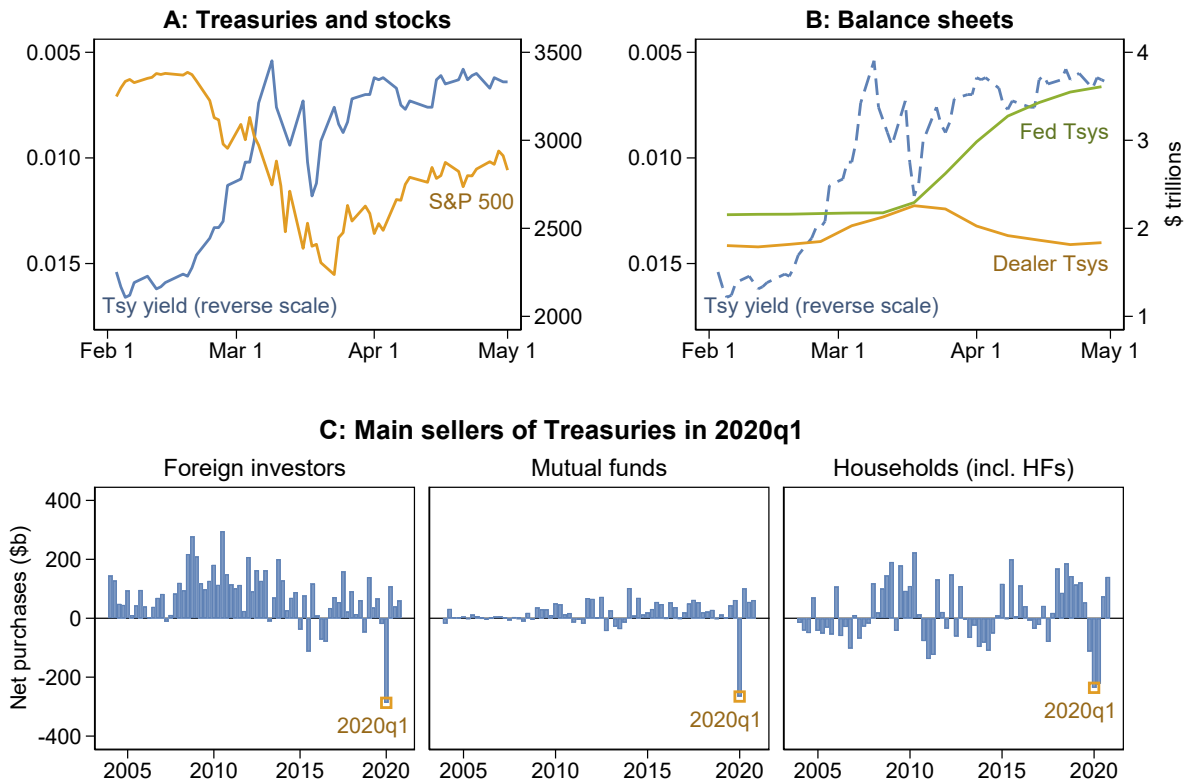 A: Treasuries and stocks
0.005
0.010
0.015
3500
3000
2500
2000
S&P 500
Tsy yield (reverse scale)
Feb 1
Mar 1
Apr 1
May 1
B: Balance sheets
0.005
0.010
0.015
4
3
2
1
$ trillions
Fed Tsys
Dealer Tsys
Tsy yield (reverse scale)
Feb 1
Mar 1
Apr 1
May 1
C: Main sellers of Treasuries in 2020q1
Foreign investors
Mutual funds
Households (incl. HFs)
Net purchases ($b)
400
200
0
-200
-400
2020q1
2020q1
2020q1
2005
2010
2015
2020
2005
2010
2015
2020
2005
2010
2015
2020